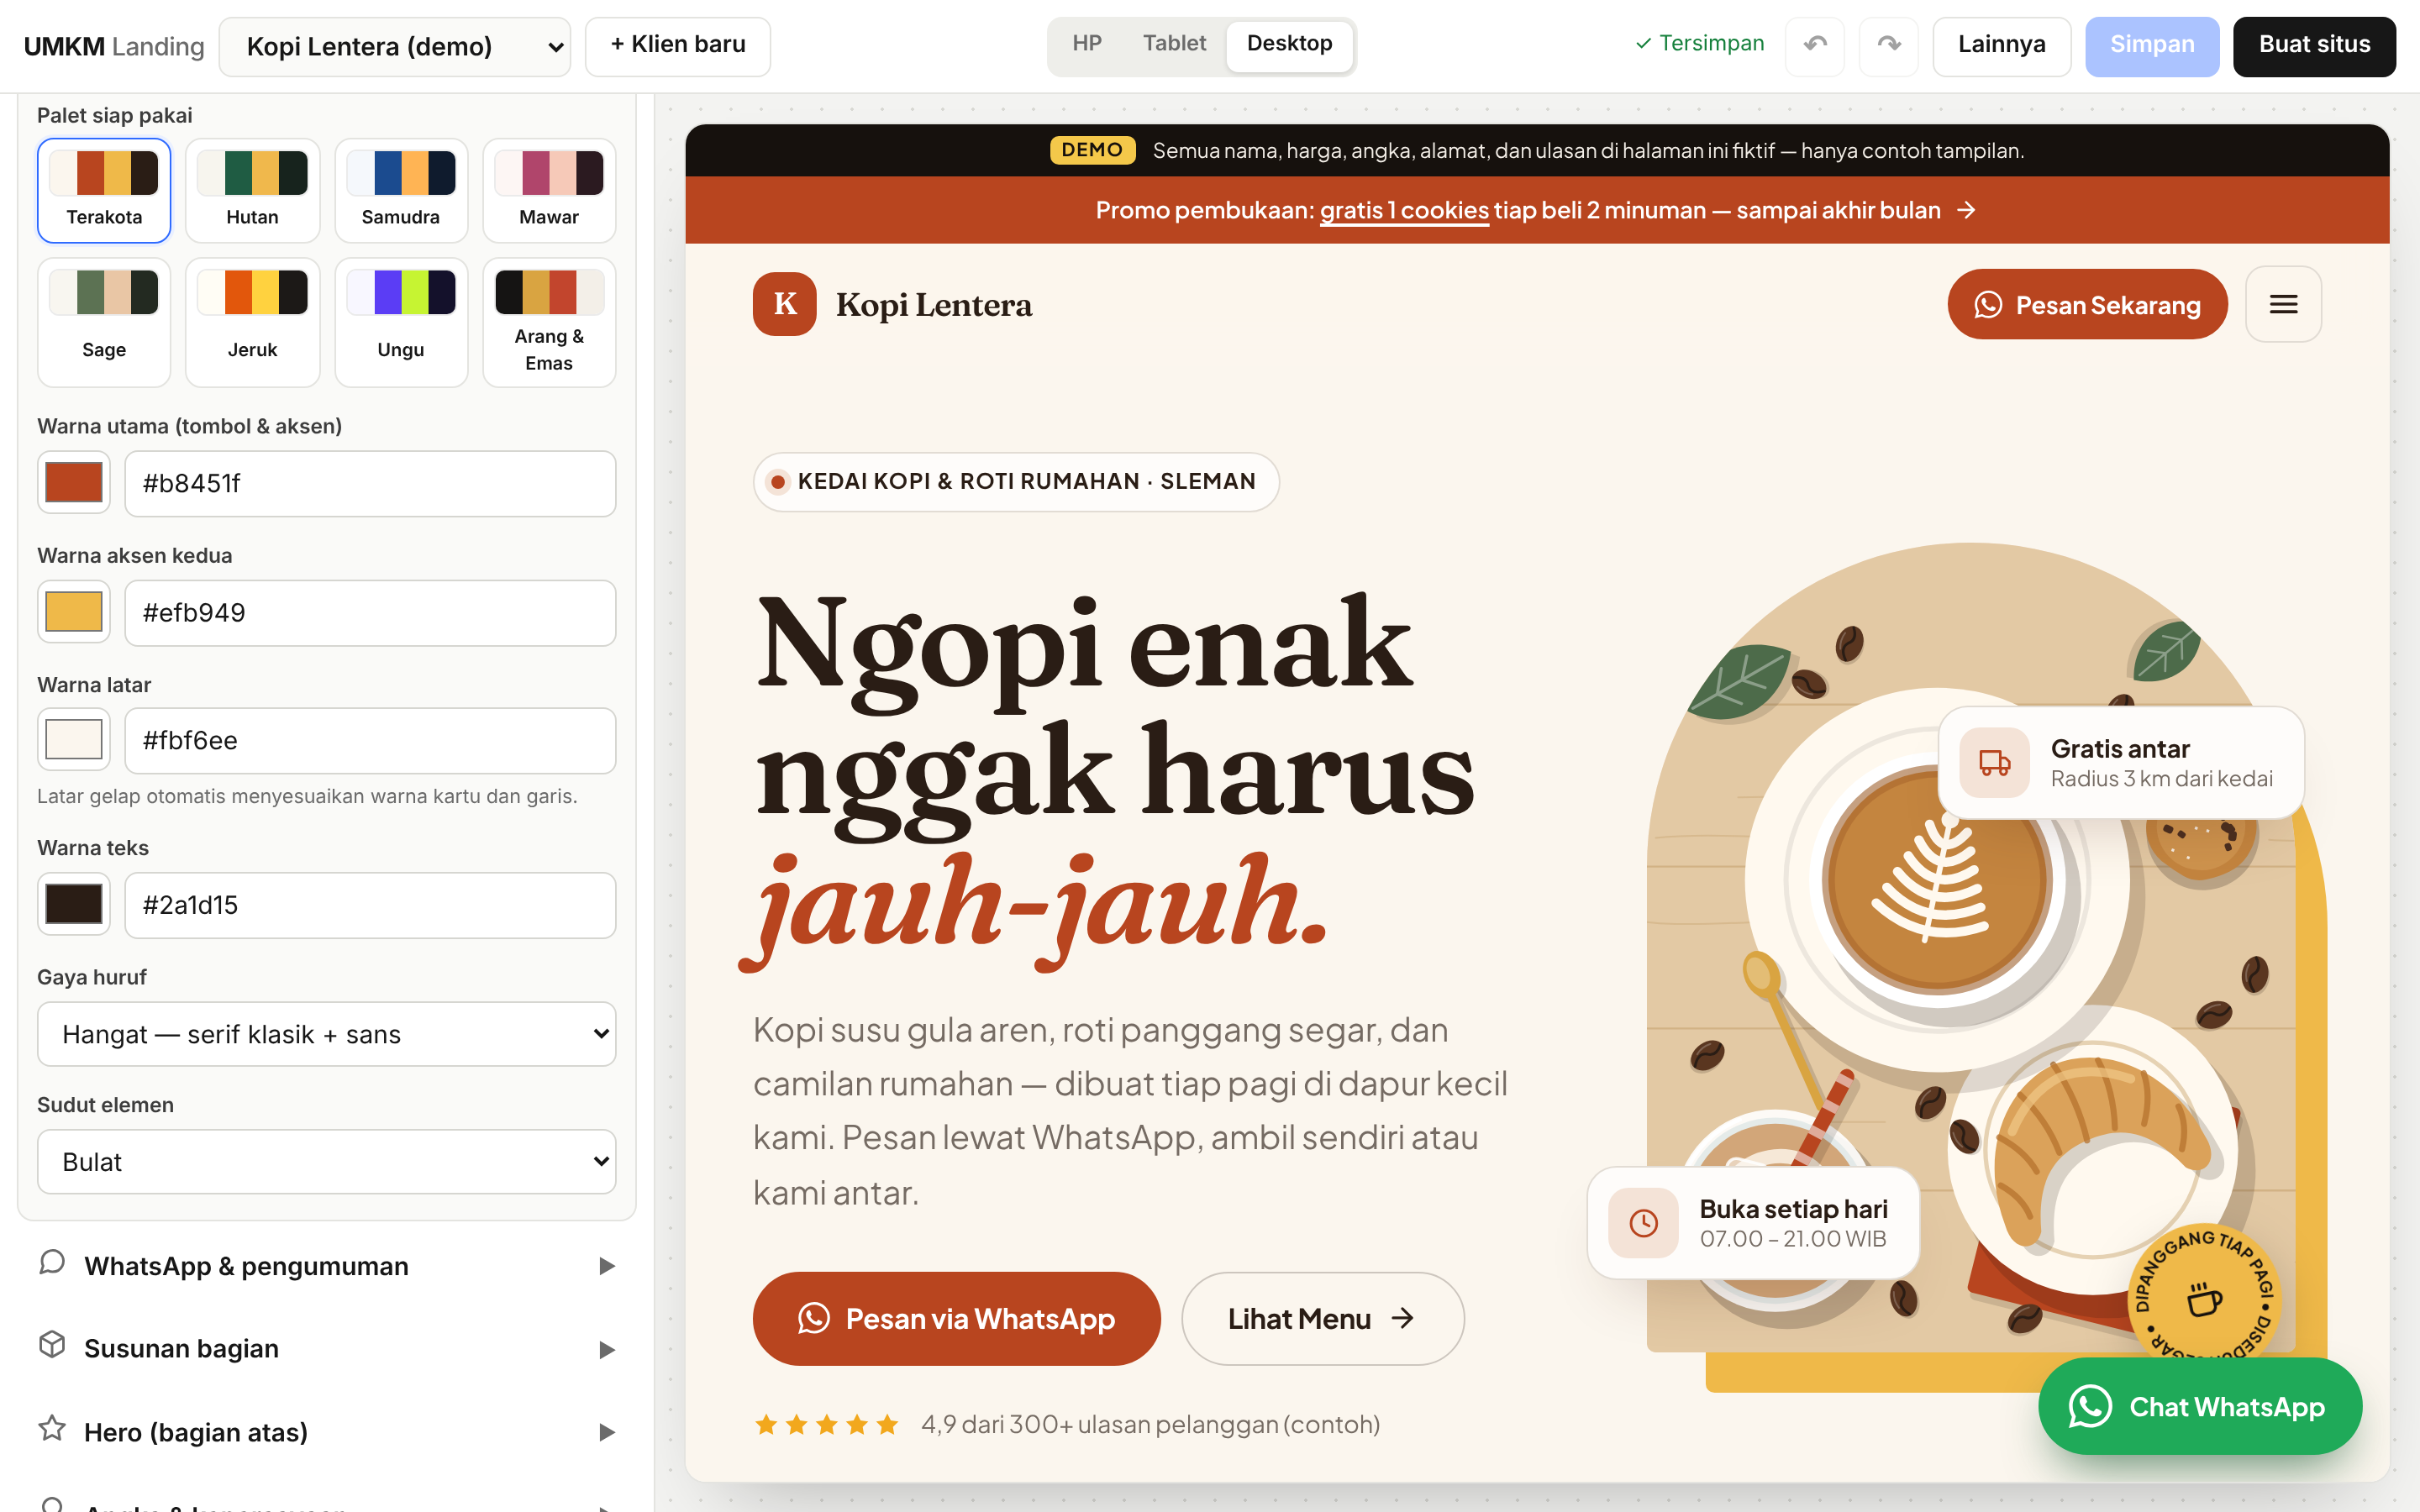 UMKM Landing
Kopi Lentera (demo)
+ Klien baru
HP
Tablet
Desktop
✓ Tersimpan
↶
↷
Lainnya
Simpan
Buat situs
Palet siap pakai
Terakota
Hutan
Samudra
Mawar
Sage
Jeruk
Ungu
Arang &
Emas
Warna utama (tombol & aksen)
#b8451f
Warna aksen kedua
#efb949
Warna latar
#fbf6ee
Latar gelap otomatis menyesuaikan warna kartu dan garis.
Warna teks
#2a1d15
Gaya huruf
Hangat — serif klasik + sans
Sudut elemen
Bulat
WhatsApp & pengumuman
Susunan bagian
Hero (bagian atas)
DEMO
Semua nama, harga, angka, alamat, dan ulasan di halaman ini fiktif — hanya contoh tampilan.
Promo pembukaan: gratis 1 cookies tiap beli 2 minuman — sampai akhir bulan →
K
Kopi Lentera
Pesan Sekarang
KEDAI KOPI & ROTI RUMAHAN · SLEMAN
Ngopi enak
nggak harus
jauh-jauh.
Kopi susu gula aren, roti panggang segar, dan
camilan rumahan — dibuat tiap pagi di dapur kecil
kami. Pesan lewat WhatsApp, ambil sendiri atau
kami antar.
Pesan via WhatsApp
Lihat Menu →
4,9 dari 300+ ulasan pelanggan (contoh)
Gratis antar
Radius 3 km dari kedai
Buka setiap hari
07.00 – 21.00 WIB
DIPANGGANG TIAP PAGI •
Chat WhatsApp